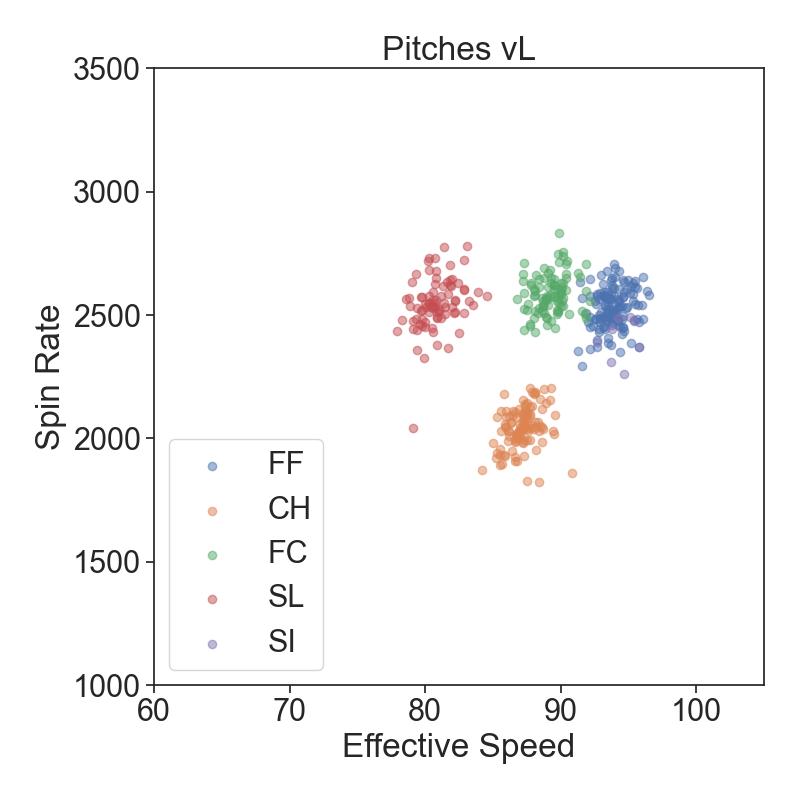 Pitches vL
3500
3000
2500
2000
1500
1000
Spin Rate
FF
CH
FC
SL
SI
60 70 80 90 100
Effective Speed